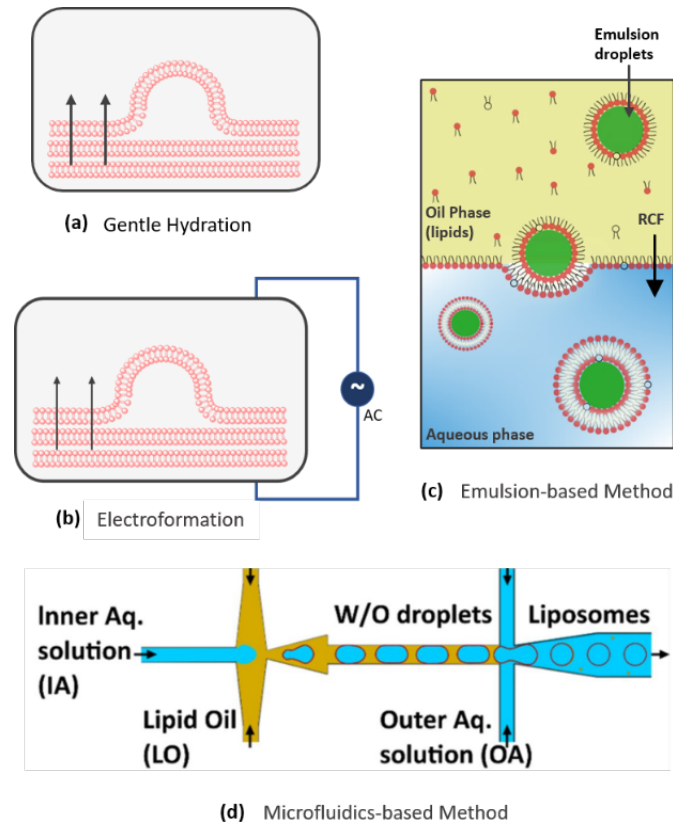 (a) Gentle Hydration
~
AC
(b) Electroformation
Emulsion
droplets
Oil Phase
(lipids)
RCF
Aqueous phase
(c) Emulsion-based Method
Inner Aq.
solution
(IA)
Lipid Oil
(LO)
W/O droplets
Liposomes
Outer Aq.
solution (OA)
(d) Microfluidics-based Method